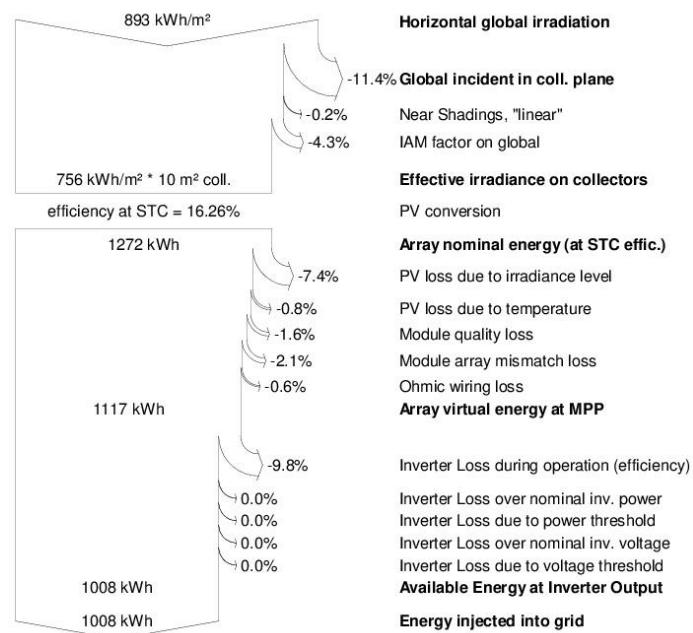 893 kWh/m² Horizontal global irradiation
-11.4% Global incident in coll. plane
-0.2% Near Shadings, "linear"
-4.3% IAM factor on global
756 kWh/m² * 10 m² coll. Effective irradiance on collectors
efficiency at STC = 16.26% PV conversion
1272 kWh Array nominal energy (at STC effic.)
-7.4% PV loss due to irradiance level
-0.8% PV loss due to temperature
-1.6% Module quality loss
-2.1% Module array mismatch loss
-0.6% Ohmic wiring loss
1117 kWh Array virtual energy at MPP
-9.8% Inverter Loss during operation (efficiency)
0.0% Inverter Loss over nominal inv. power
0.0% Inverter Loss due to power threshold
0.0% Inverter Loss over nominal inv. voltage
0.0% Inverter Loss due to voltage threshold
1008 kWh Available Energy at Inverter Output
1008 kWh Energy injected into grid